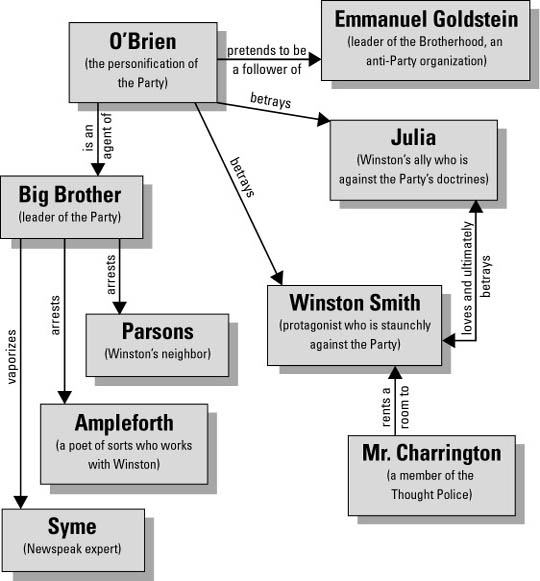 O'Brien
(the personification of
the Party)
pretends to be
a follower of
Emmanuel Goldstein
(leader of the Brotherhood, an
anti-Party organization)
betrays
Julia
(Winston's ally who is
against the Party's doctrines)
is an
agent of
betrays
Big Brother
(leader of the Party)
loves and ultimately
betrays
vaporizes
arrests
arrests
Parsons
(Winston's neighbor)
Winston Smith
(protagonist who is staunchly
against the Party)
rents a
room to
Ampleforth
(a poet of sorts who works
with Winston)
Mr. Charrington
(a member of the
Thought Police)
Syme
(Newspeak expert)